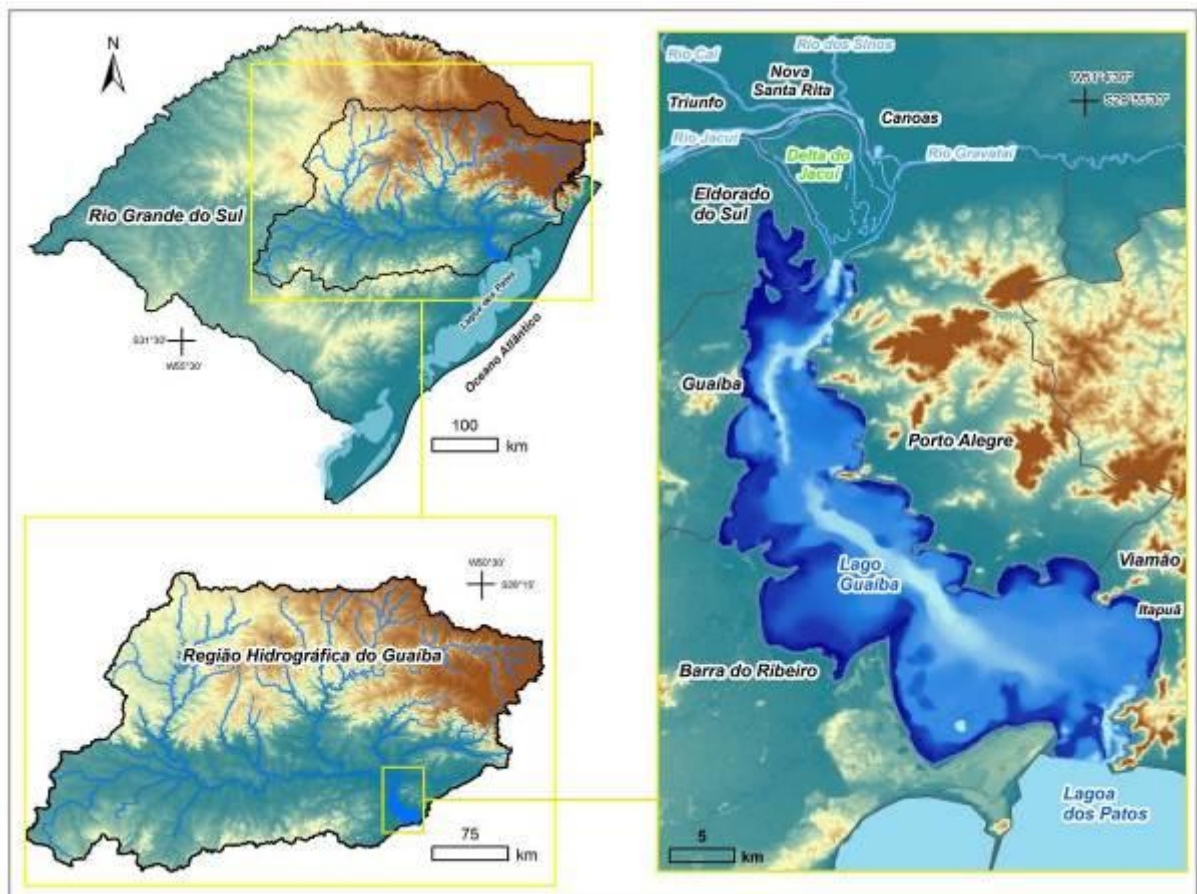 N
Rio Grande do Sul
Lagoa dos Patos
Oceano Atlântico
S31°30'
W55°30'
100
km
W50°30'
S28°15'
Região Hidrográfica do Guaíba
75
km
Rio Caí
Rio dos Sinos
Nova
Santa Rita
Triunfo
Canoas
W51°4'30"
S29°55'30"
Rio Jacuí
Delta do
Jacuí
Rio Gravataí
Eldorado
do Sul
Guaíba
Porto Alegre
Lago
Guaíba
Viamão
Itapuã
Barra do Ribeiro
Lagoa
dos Patos
5
km